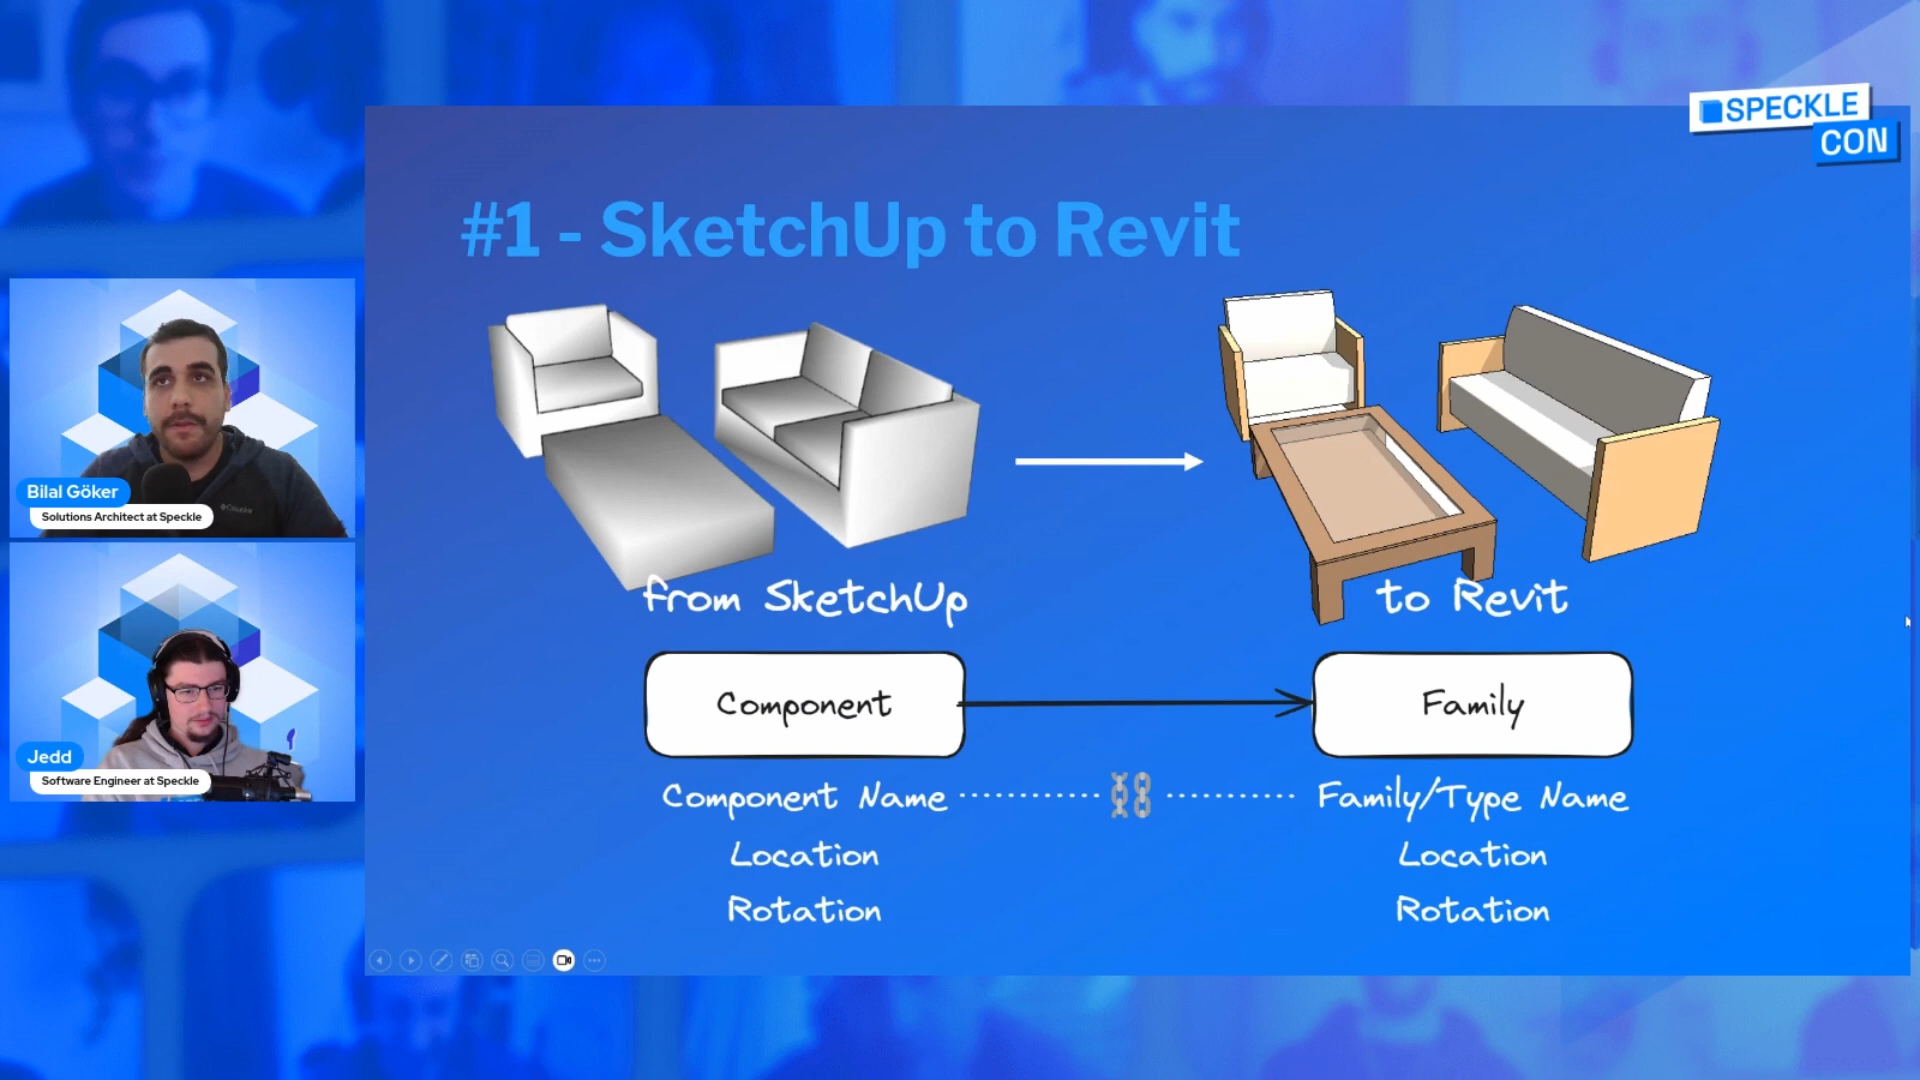 SPECKLE
CON
#1 - SketchUp to Revit
from SketchUp
to Revit
Component
Family
Component Name
Family/Type Name
Location
Location
Rotation
Rotation
Bilal Göker
Solutions Architect at Speckle
Jedd
Software Engineer at Speckle